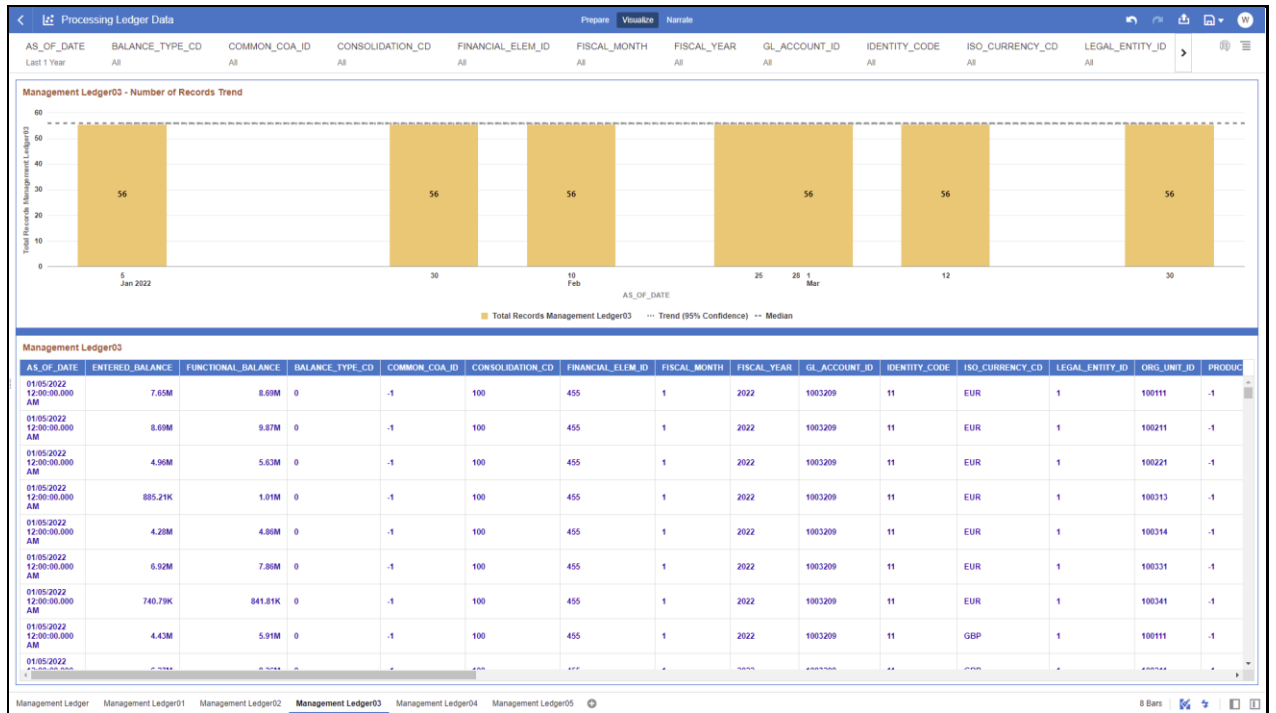 Processing Ledger Data Prepare Visualize Narrate W
AS_OF_DATE BALANCE_TYPE_CD COMMON_COA_ID CONSOLIDATION_CD FINANCIAL_ELEM_ID FISCAL_MONTH FISCAL_YEAR GL_ACCOUNT_ID IDENTITY_CODE ISO_CURRENCY_CD LEGAL_ENTITY_ID
Last 1 Year All All All All All All All All All All
Management Ledger03 - Number of Records Trend
Total Records Management Ledger03
60
50
40
30
20
10
0
56 56 56 56 56 56
5 30 10 25 28 1 12 30
Jan 2022 Feb Mar
AS_OF_DATE
Total Records Management Ledger03 Trend (95% Confidence) Median
Management Ledger03
AS_OF_DATE ENTERED_BALANCE FUNCTIONAL_BALANCE BALANCE_TYPE_CD COMMON_COA_ID CONSOLIDATION_CD FINANCIAL_ELEM_ID FISCAL_MONTH FISCAL_YEAR GL_ACCOUNT_ID IDENTITY_CODE ISO_CURRENCY_CD LEGAL_ENTITY_ID ORG_UNIT_ID PRODUC
01/05/2022
12:00:00.000 7.65M 8.69M 0 -1 100 455 1 2022 1003209 11 EUR 1 100111 -1
AM
01/05/2022
12:00:00.000 8.69M 9.87M 0 -1 100 455 1 2022 1003209 11 EUR 1 100211 -1
AM
01/05/2022
12:00:00.000 4.96M 5.63M 0 -1 100 455 1 2022 1003209 11 EUR 1 100221 -1
AM
01/05/2022
12:00:00.000 885.21K 1.01M 0 -1 100 455 1 2022 1003209 11 EUR 1 100313 -1
AM
01/05/2022
12:00:00.000 4.28M 4.86M 0 -1 100 455 1 2022 1003209 11 EUR 1 100314 -1
AM
01/05/2022
12:00:00.000 6.92M 7.86M 0 -1 100 455 1 2022 1003209 11 EUR 1 100331 -1
AM
01/05/2022
12:00:00.000 740.79K 841.81K 0 -1 100 455 1 2022 1003209 11 EUR 1 100341 -1
AM
01/05/2022
12:00:00.000 4.43M 5.91M 0 -1 100 455 1 2022 1003209 11 GBP 1 100111 -1
AM
01/05/2022
Management Ledger Management Ledger01 Management Ledger02 Management Ledger03 Management Ledger04 Management Ledger05 8 Bars